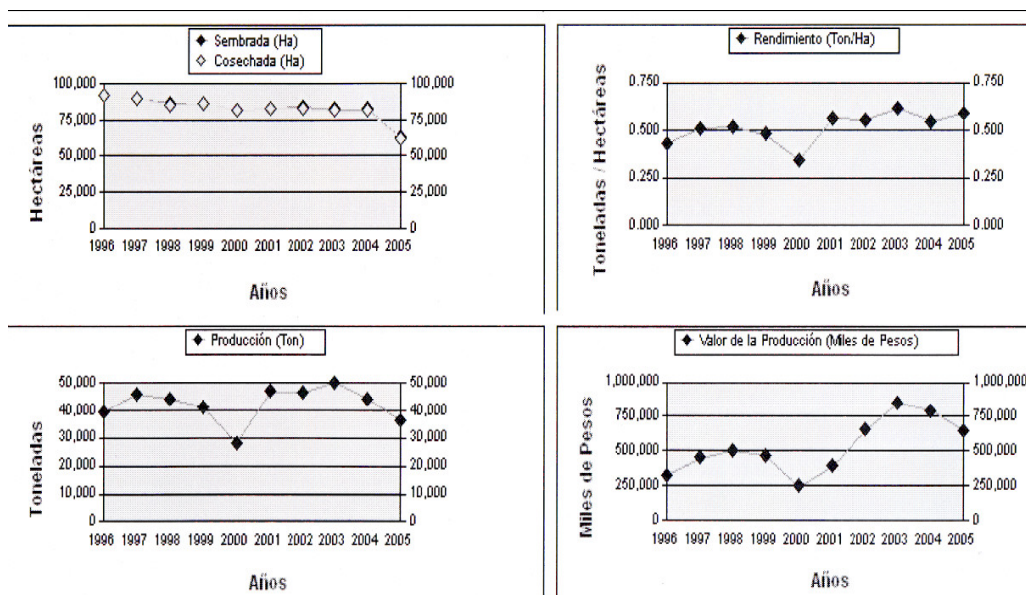 Sembrada (Ha)
Cosechada (Ha)
100,000 100,000
75,000 75,000
50,000 50,000
25,000 25,000
0 0
Hectáreas
1996 1997 1998 1999 2000 2001 2002 2003 2004 2005
Años
Rendimiento (Ton/Ha)
0.750 0.750
0.500 0.500
0.250 0.250
0.000 0.000
Toneladas / Hectáreas
1996 1997 1998 1999 2000 2001 2002 2003 2004 2005
Años
Producción (Ton)
50,000 50,000
40,000 40,000
30,000 30,000
20,000 20,000
10,000 10,000
0 0
Toneladas
1996 1997 1998 1999 2000 2001 2002 2003 2004 2005
Años
Valor de la Producción (Miles de Pesos)
1,000,000 1,000,000
750,000 750,000
500,000 500,000
250,000 250,000
0 0
Miles de Pesos
1996 1997 1998 1999 2000 2001 2002 2003 2004 2005
Años